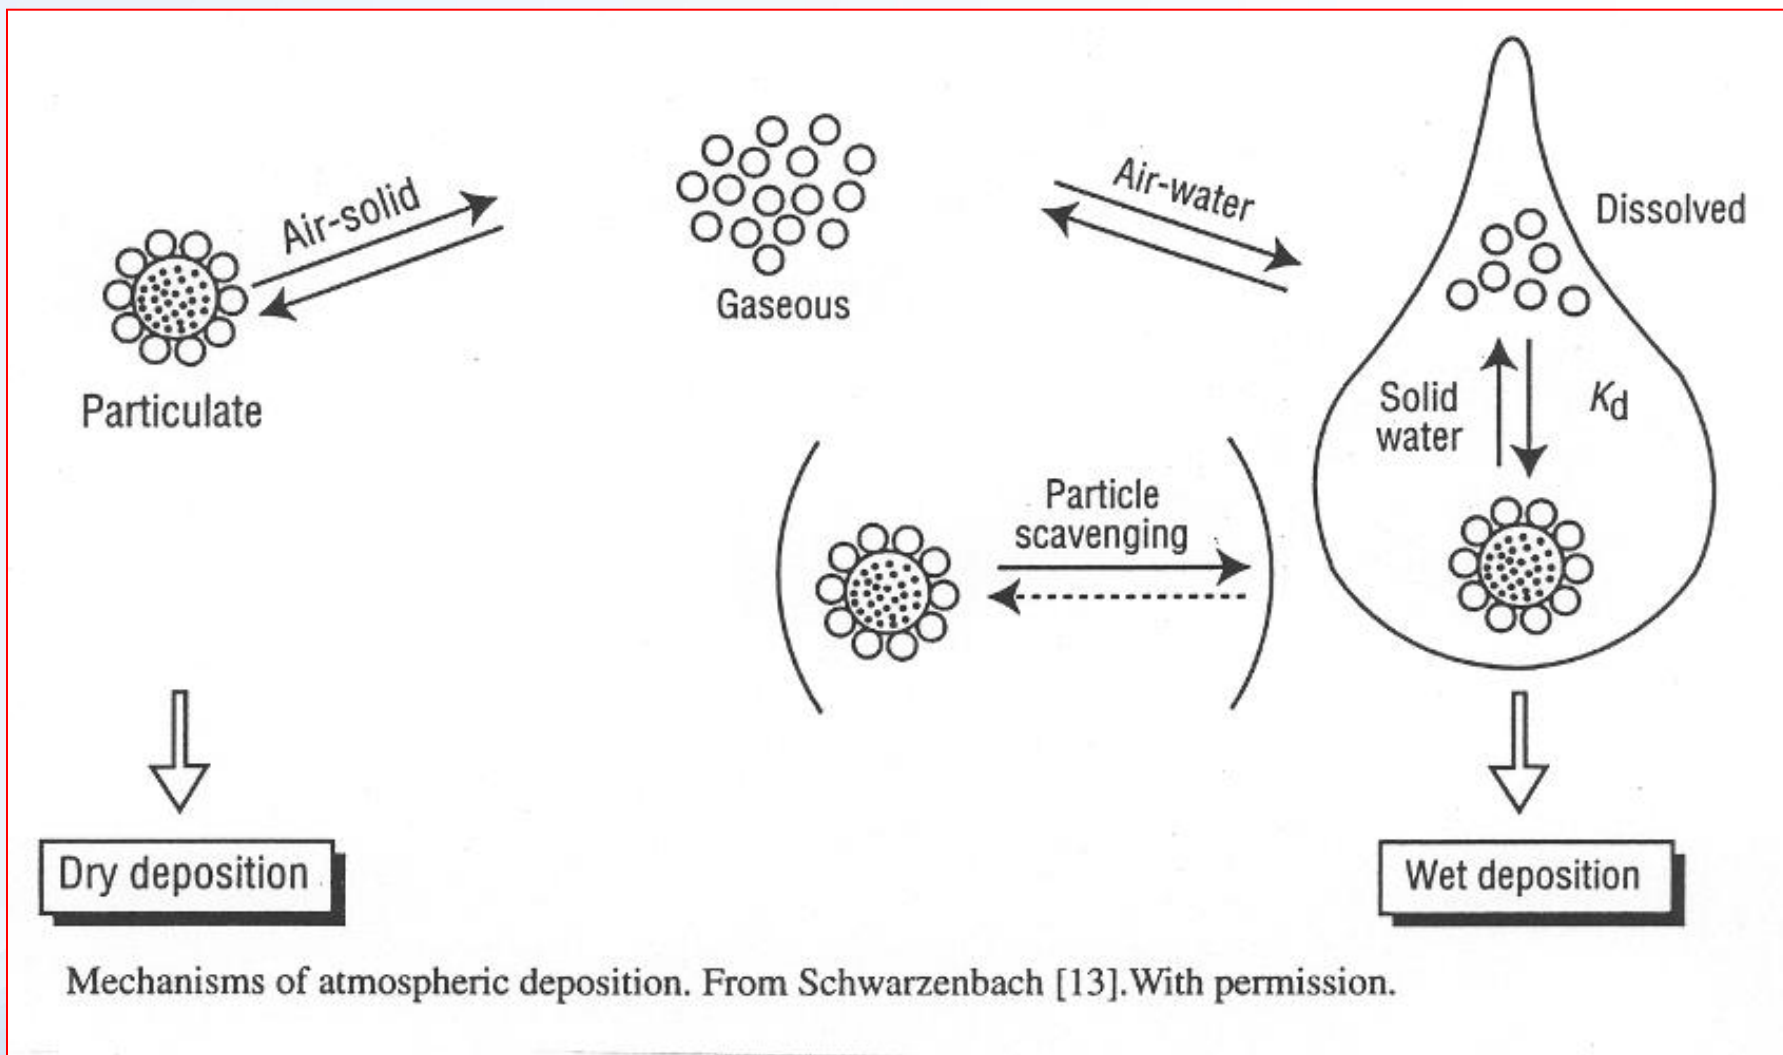 Air-solid
Air-water
Dissolved
Gaseous
Particulate
Solid
water
Kd
Particle
scavenging
Dry deposition
Wet deposition
Mechanisms of atmospheric deposition. From Schwarzenbach [13].With permission.